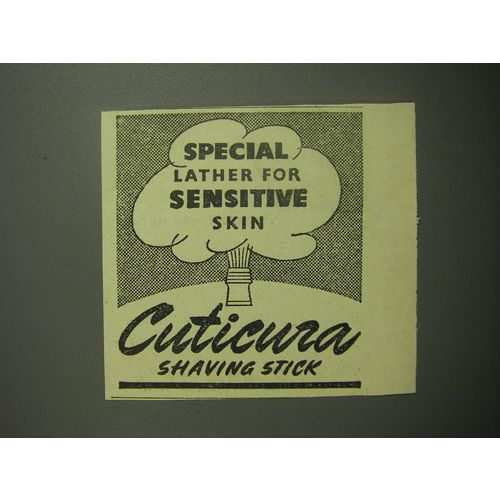 SPECIAL
LATHER FOR
SENSITIVE
SKIN
Cuticura
SHAVING STICK